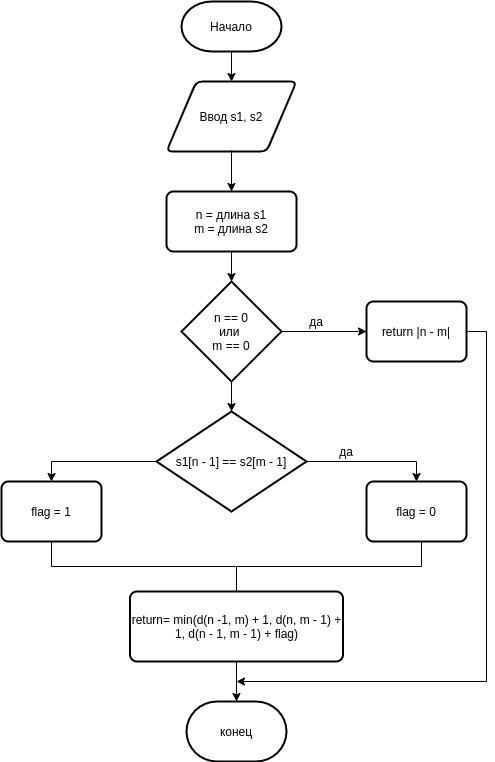 Начало
Ввод s1, s2
n = длина s1
m = длина s2
n == 0
или
m == 0
да
return |n - m|
s1[n - 1] == s2[m - 1]
да
flag = 1
flag = 0
return= min(d(n -1, m) + 1, d(n, m - 1) +
1, d(n - 1, m - 1) + flag)
конец